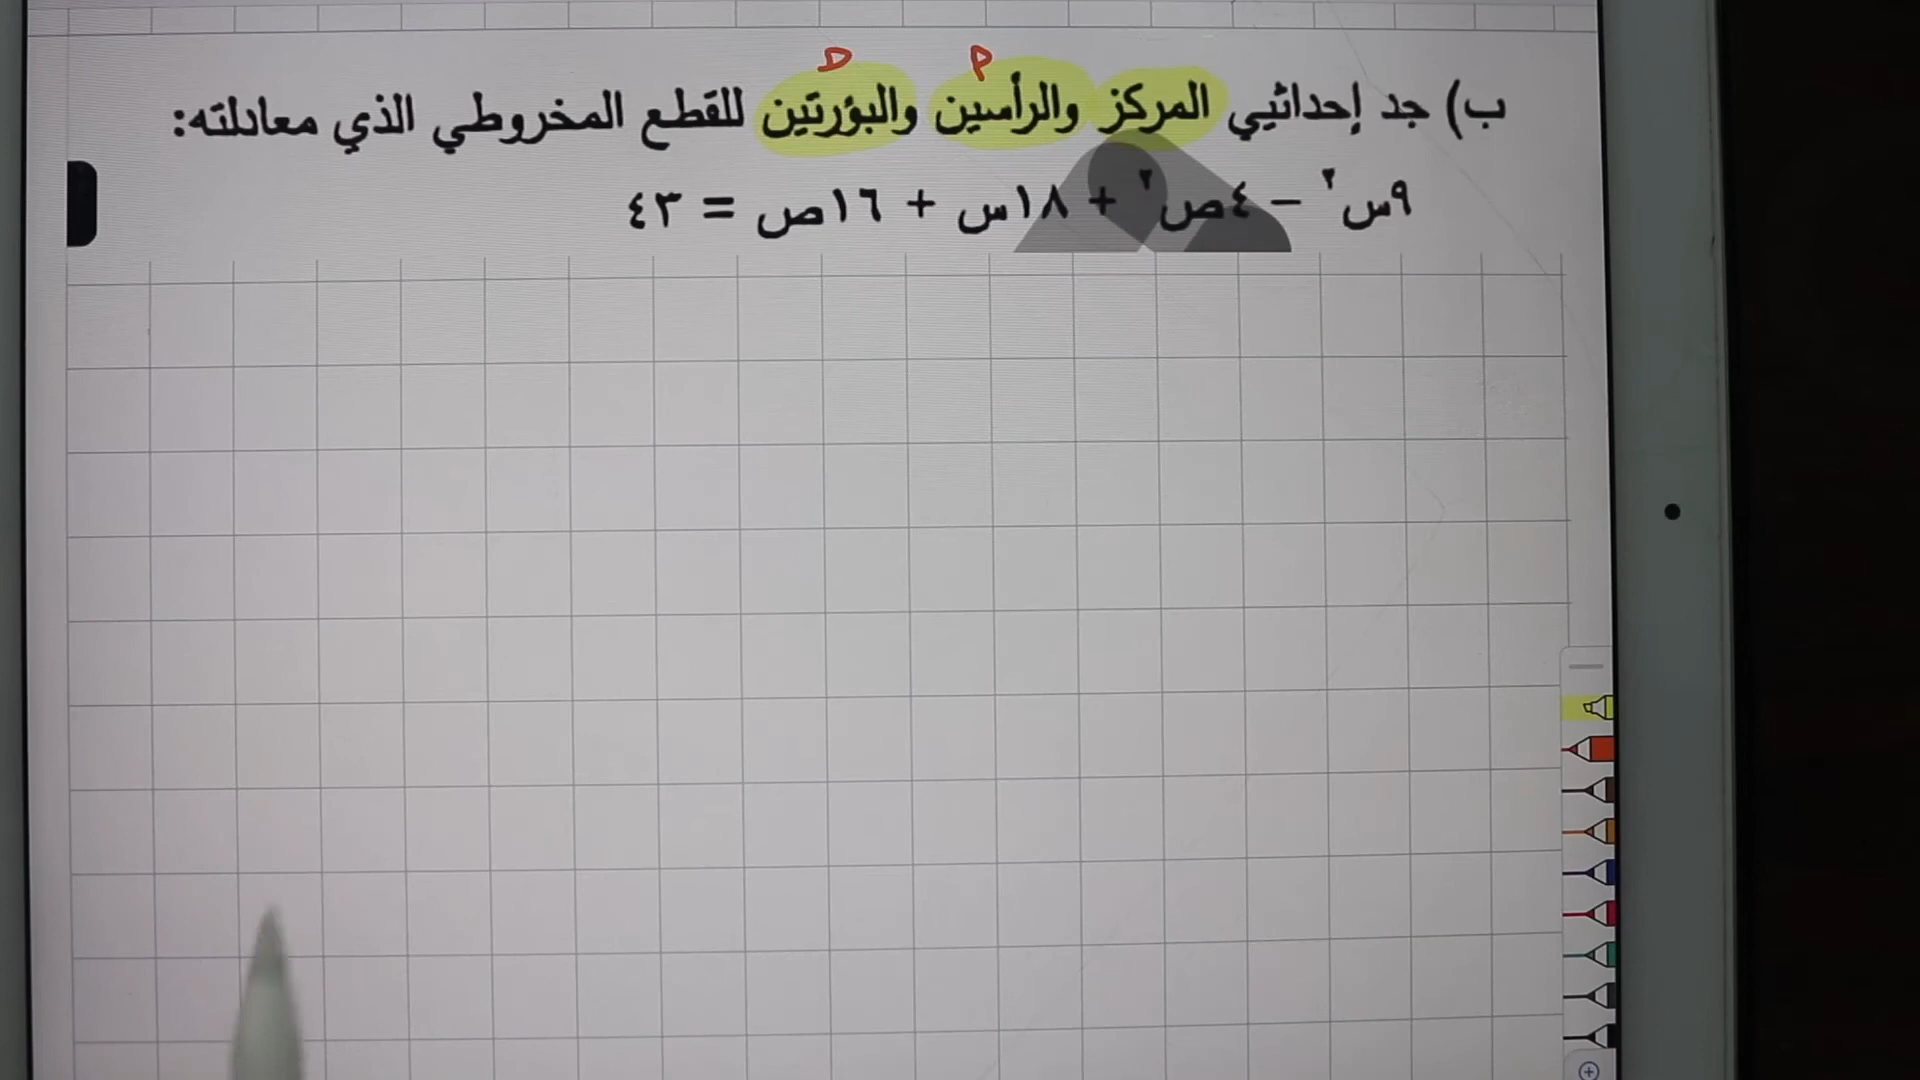 ب) جد إحداثيي المركز والرأسين والبؤرتين للقطع المخروطي الذي معادلته:
٩س٢ – ٤ص٢ + ١٨س + ١٦ص = ٤٣